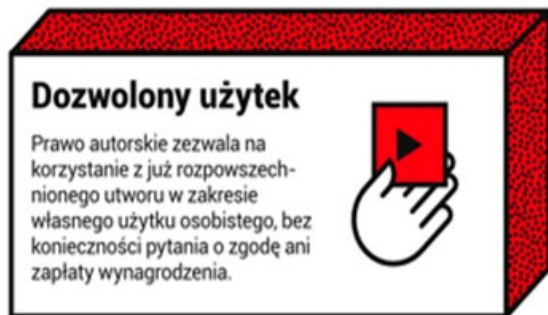 Dozwolony użytek
Prawo autorskie zezwala na
korzystanie z już rozpowszech-
nionego utworu w zakresie
własnego użytku osobistego, bez
konieczności pytania o zgodę ani
zapłaty wynagrodzenia.